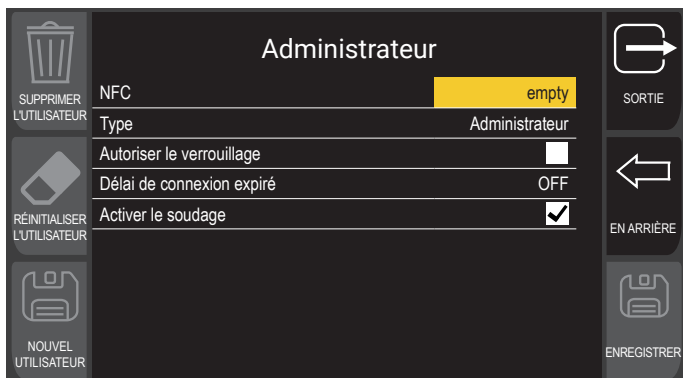 Administrateur
SUPPRIMER
L'UTILISATEUR
NFC
empty
SORTIE
Type
Administrateur
Autoriser le verrouillage
Délai de connexion expiré
OFF
RÉINITIALISER
L'UTILISATEUR
Activer le soudage
EN ARRIÈRE
NOUVEL
UTILISATEUR
ENREGISTRER